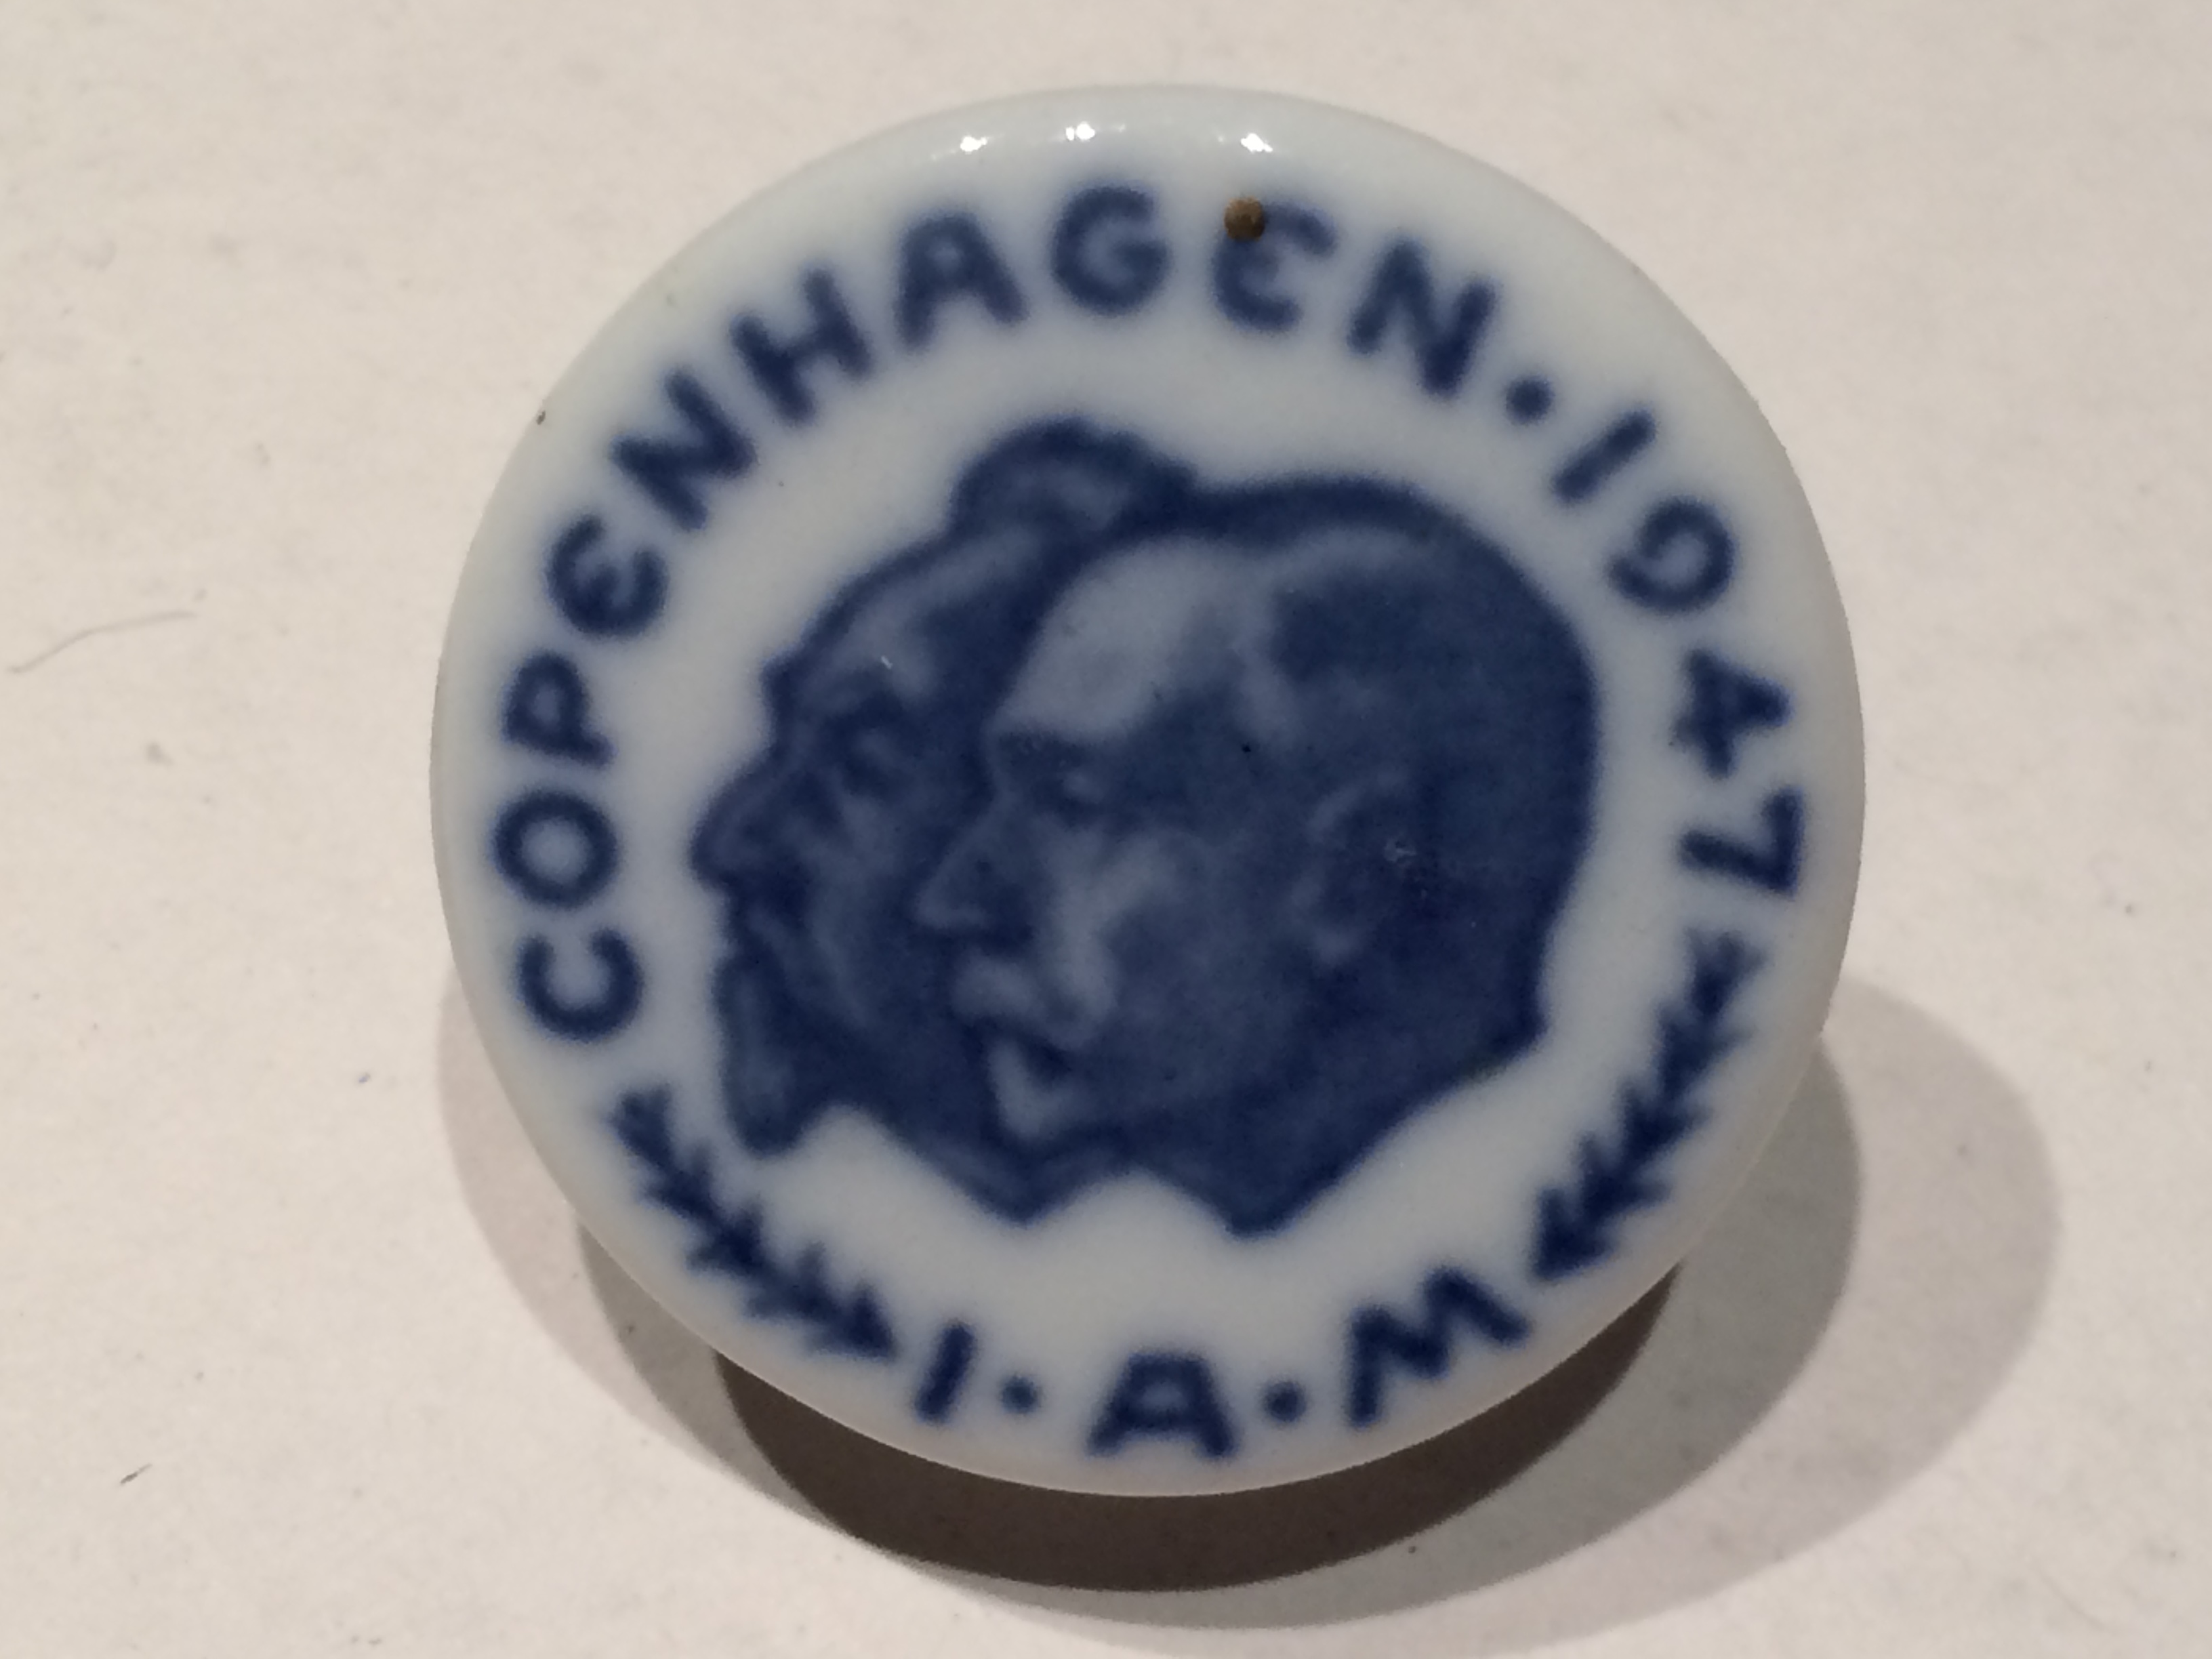 COPENHAGEN · 1947
I · A · M